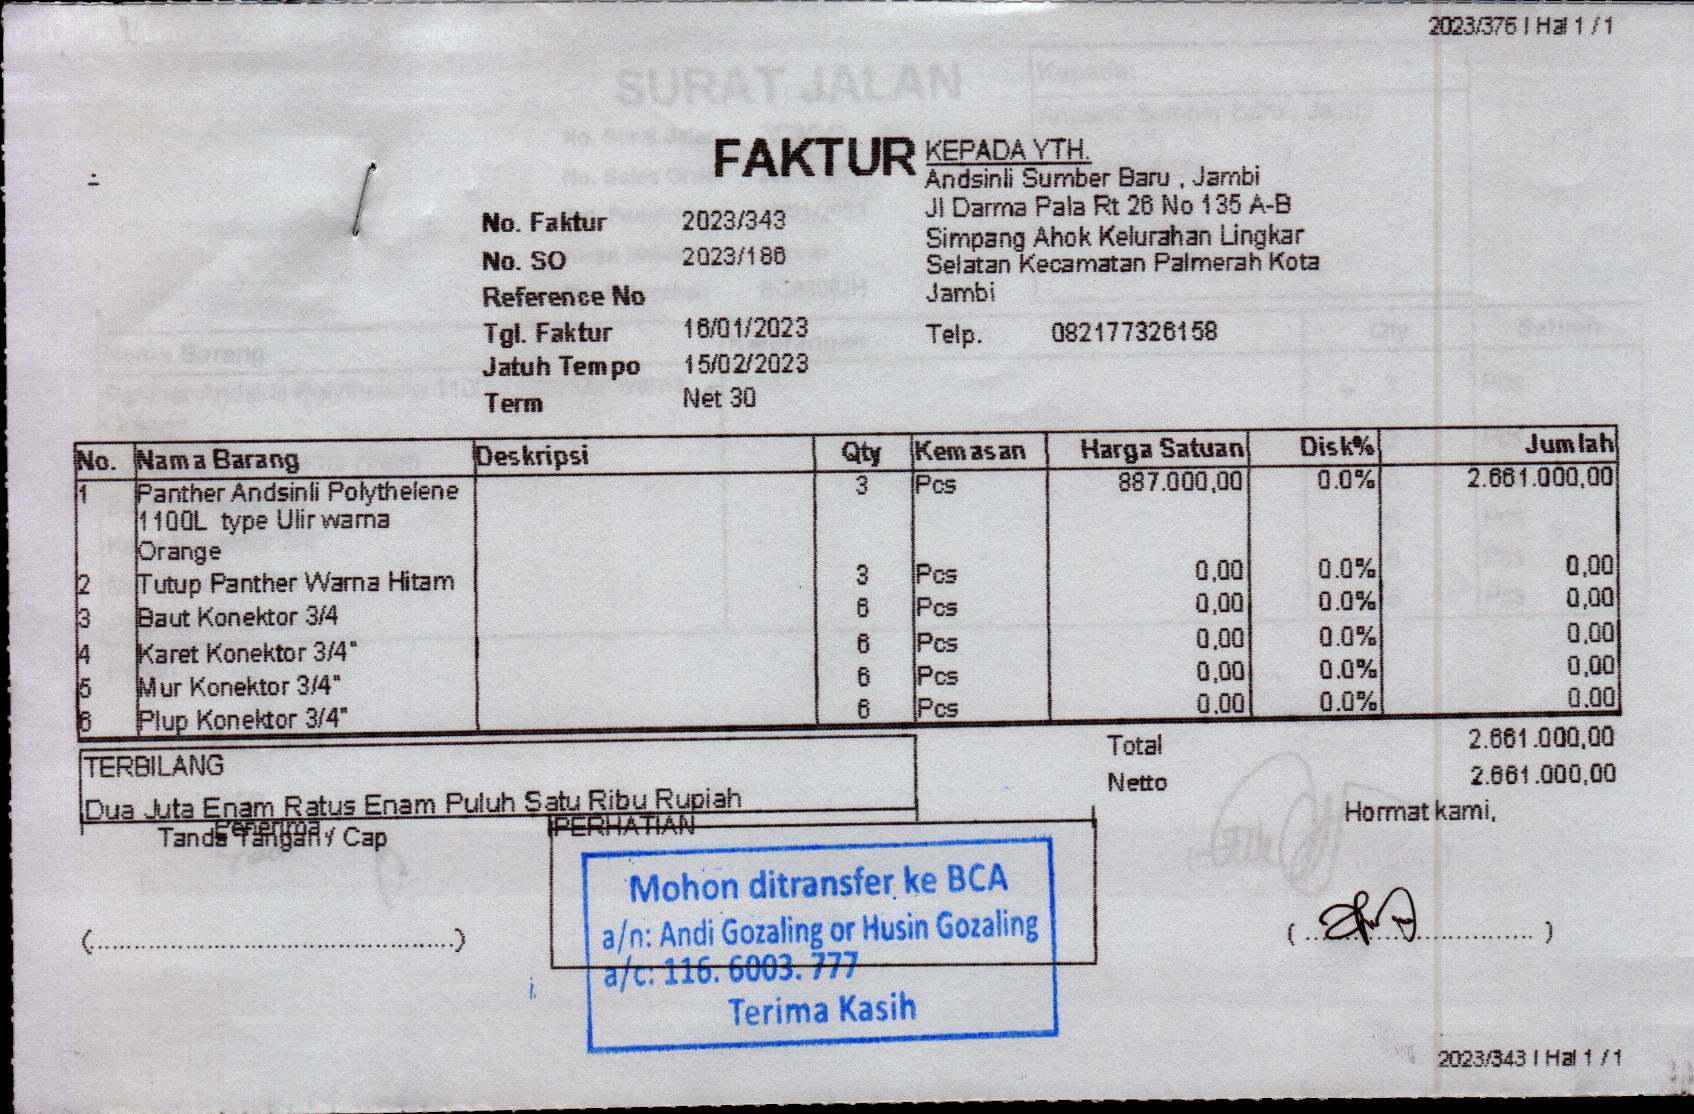 2023/376 | Hal 1 / 1
SURAT JALAN
Kepada:
FAKTUR
KEPADA YTH.
Andsinli Sumber Baru , Jambi
Jl Darma Pala Rt 26 No 135 A-B
Simpang Ahok Kelurahan Lingkar
Selatan Kecamatan Palmerah Kota
Jambi
Telp. 082177326158
No. Faktur 2023/343
No. SO 2023/186
Reference No
Tgl. Faktur 16/01/2023
Jatuh Tempo 15/02/2023
Term Net 30
No. Nama Barang Deskripsi Qty Kemasan Harga Satuan Disk% Jumlah
1 Panther Andsinli Polythelene 3 Pcs 887.000,00 0.0% 2.661.000,00
1100L type Ulir warna
Orange
2 Tutup Panther Warna Hitam 3 Pcs 0,00 0.0% 0,00
3 Baut Konektor 3/4 6 Pcs 0,00 0.0% 0,00
4 Karet Konektor 3/4" 6 Pcs 0,00 0.0% 0,00
5 Mur Konektor 3/4" 6 Pcs 0,00 0.0% 0,00
6 Plup Konektor 3/4" 6 Pcs 0.00 0.0% 0.00
Total 2.661.000,00
Netto 2.661.000,00
TERBILANG
Dua Juta Enam Ratus Enam Puluh Satu Ribu Rupiah
Penerima
Tanda Tangan / Cap
PERHATIAN
Hormat kami,
Mohon ditransfer ke BCA
a/n: Andi Gozaling or Husin Gozaling
a/c: 116. 6003. 777
Terima Kasih
2023/343 | Hal 1 / 1